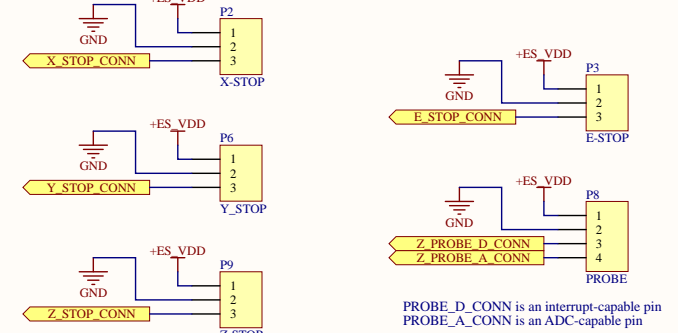 +ES_VDD
P2
1
2
3
GND
X_STOP_CONN
X-STOP
+ES_VDD
P3
1
2
3
GND
E_STOP_CONN
E-STOP
+ES_VDD
P6
1
2
3
GND
Y_STOP_CONN
Y_STOP
+ES_VDD
P8
1
2
3
4
GND
Z_PROBE_D_CONN
Z_PROBE_A_CONN
PROBE
+ES_VDD
P9
1
2
3
GND
Z_STOP_CONN
Z-STOP
PROBE_D_CONN is an interrupt-capable pin
PROBE_A_CONN is an ADC-capable pin